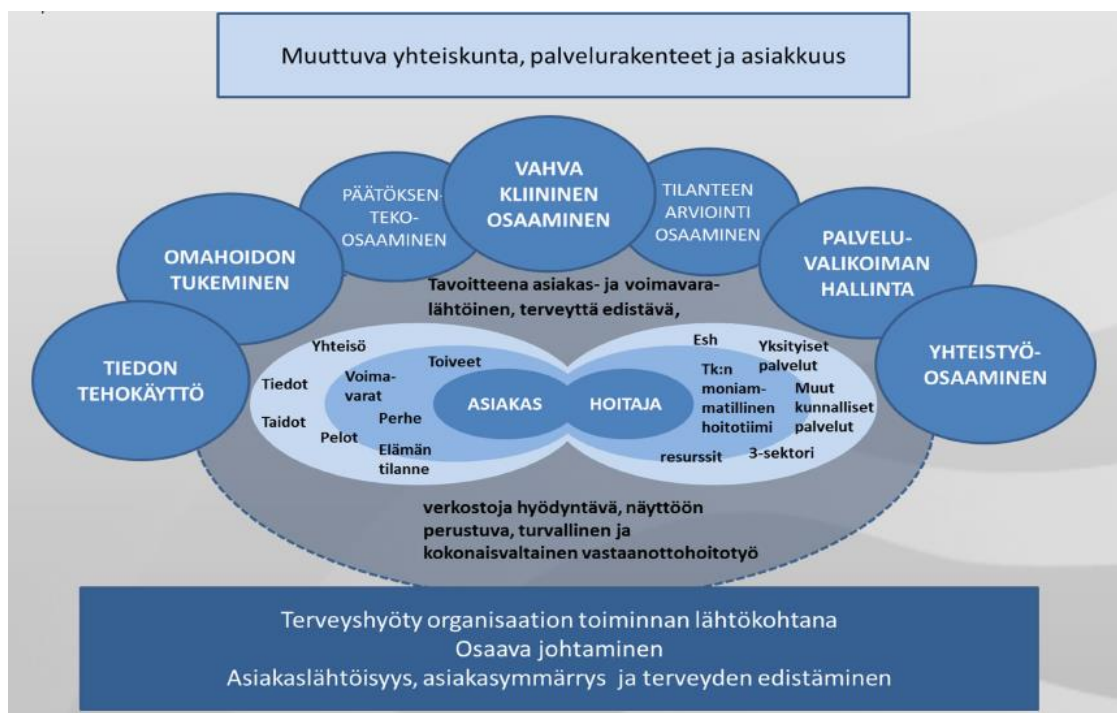 Muuttuva yhteiskunta, palvelurakenteet ja asiakkuus
VAHVA
KLIININEN
OSAAMINEN
PÄÄTÖKSEN-
TEKO-
OSAAMINEN
TILANTEEN
ARVIOINTI
OSAAMINEN
OMAHOIDON
TUKEMINEN
PALVELU-
VALIKOIMAN
HALLINTA
TIEDON
TEHOKÄYTTÖ
YHTEISTYÖ-
OSAAMINEN
Tavoitteena asiakas- ja voimavara-
lähtöinen, terveyttä edistävä,
Yhteisö
Tiedot
Taidot
Voima-
varat
Pelot
Toiveet
Perhe
Elämän
tilanne
ASIAKAS
HOITAJA
Esh
Tk:n
moniam-
matillinen
hoitotiimi
resurssit
Yksityiset
palvelut
Muut
kunnalliset
palvelut
3-sektori
verkostoja hyödyntävä, näyttöön
perustuva, turvallinen ja
kokonaisvaltainen vastaanottohoitotyö
Terveyshyöty organisaation toiminnan lähtökohtana
Osaava johtaminen
Asiakaslähtöisyys, asiakasymmärrys ja terveyden edistäminen